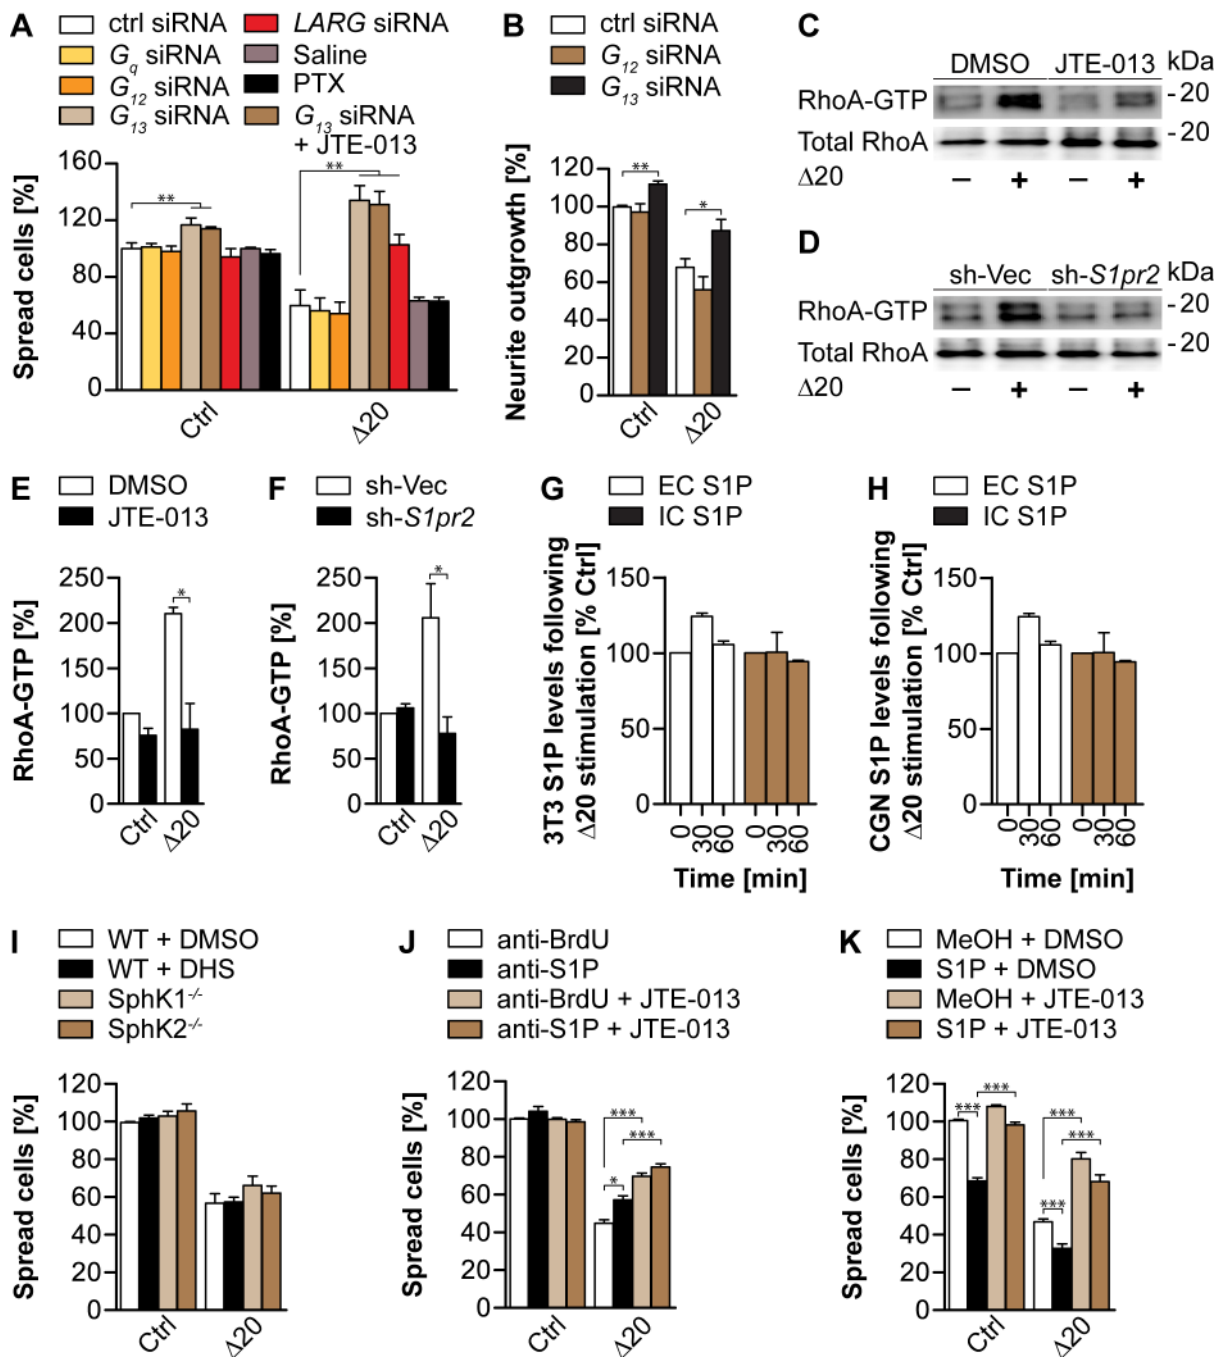 A
ctrl siRNA
Gq siRNA
G12 siRNA
G13 siRNA
LARG siRNA
Saline
PTX
G13 siRNA
+ JTE-013
Spread cells [%]
160
120
80
40
0
**
**
Ctrl
Δ20
B
ctrl siRNA
G12 siRNA
G13 siRNA
Neurite outgrowth [%]
120
100
80
60
40
20
0
**
*
Ctrl
Δ20
C
DMSO JTE-013 kDa
RhoA-GTP -20
Total RhoA -20
Δ20 − + − +
D
sh-Vec sh-S1pr2 kDa
RhoA-GTP -20
Total RhoA -20
Δ20 − + − +
E
DMSO
JTE-013
RhoA-GTP [%]
250
200
150
100
50
0
*
Ctrl
Δ20
F
sh-Vec
sh-S1pr2
RhoA-GTP [%]
250
200
150
100
50
0
*
Ctrl
Δ20
G
EC S1P
IC S1P
3T3 S1P levels following
Δ20 stimulation [% Ctrl]
150
100
50
0
0 30 60 0 30 60
Time [min]
H
EC S1P
IC S1P
CGN S1P levels following
Δ20 stimulation [% Ctrl]
150
100
50
0
0 30 60 0 30 60
Time [min]
I
WT + DMSO
WT + DHS
SphK1-/-
SphK2-/-
Spread cells [%]
120
100
80
60
40
20
0
Ctrl
Δ20
J
anti-BrdU
anti-S1P
anti-BrdU + JTE-013
anti-S1P + JTE-013
Spread cells [%]
120
100
80
60
40
20
0
***
***
*
Ctrl
Δ20
K
MeOH + DMSO
S1P + DMSO
MeOH + JTE-013
S1P + JTE-013
Spread cells [%]
120
100
80
60
40
20
0
***
***
***
***
***
Ctrl
Δ20